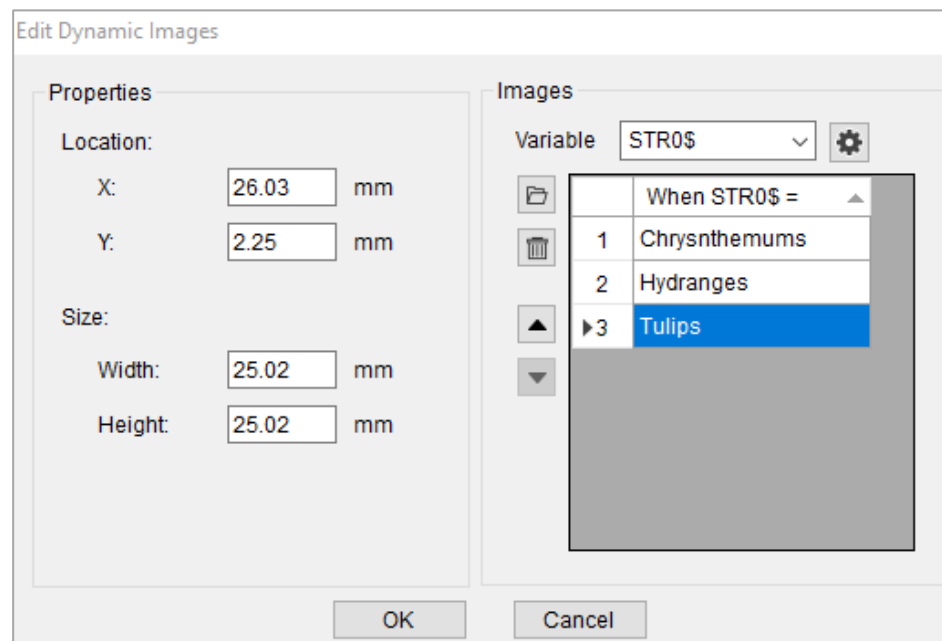 Edit Dynamic Images
Properties
Location:
X: 26.03 mm
Y: 2.25 mm
Size:
Width: 25.02 mm
Height: 25.02 mm
Images
Variable STR0$
When STR0$ =
1 Chrysnthemums
2 Hydranges
3 Tulips
OK Cancel